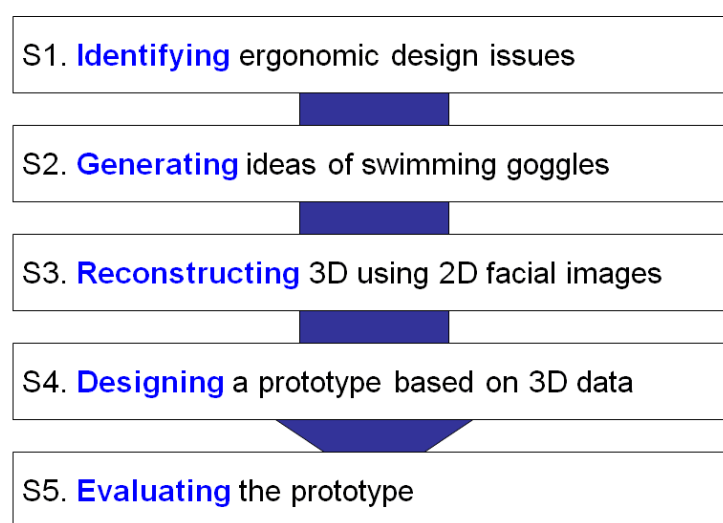 S1. Identifying ergonomic design issues
S2. Generating ideas of swimming goggles
S3. Reconstructing 3D using 2D facial images
S4. Designing a prototype based on 3D data
S5. Evaluating the prototype